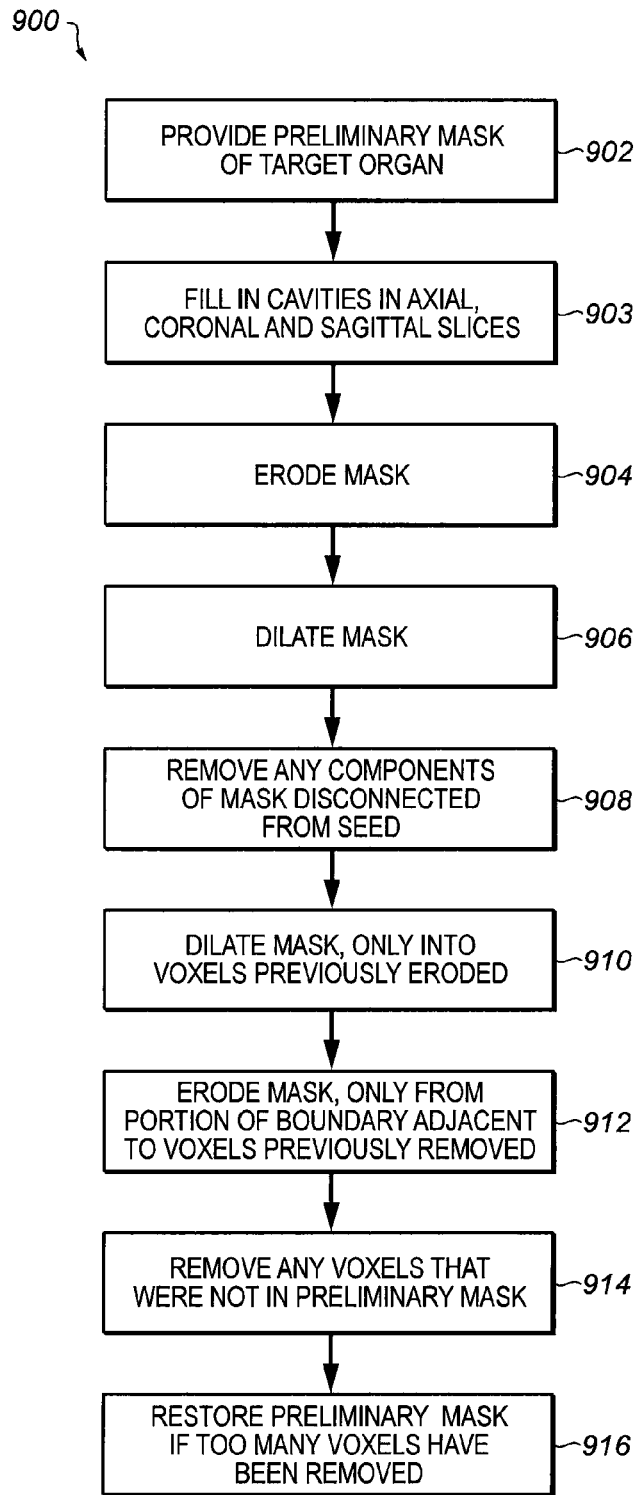 900
PROVIDE PRELIMINARY MASK
OF TARGET ORGAN
902
FILL IN CAVITIES IN AXIAL,
CORONAL AND SAGITTAL SLICES
903
ERODE MASK
904
DILATE MASK
906
REMOVE ANY COMPONENTS
OF MASK DISCONNECTED
FROM SEED
908
DILATE MASK, ONLY INTO
VOXELS PREVIOUSLY ERODED
910
ERODE MASK, ONLY FROM
PORTION OF BOUNDARY ADJACENT
TO VOXELS PREVIOUSLY REMOVED
912
REMOVE ANY VOXELS THAT
WERE NOT IN PRELIMINARY MASK
914
RESTORE PRELIMINARY MASK
IF TOO MANY VOXELS HAVE
BEEN REMOVED
916